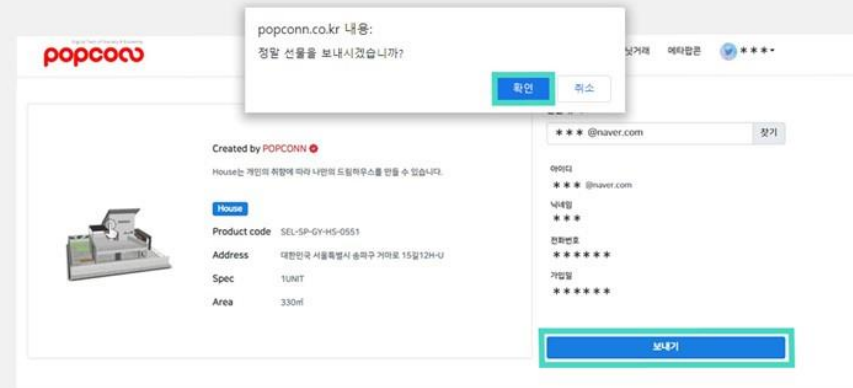 popconn.co.kr 내용:
정말 선물을 보내시겠습니까?
확인 취소
popcon
닛거래 메타팝콘 ***
***@naver.com 찾기
Created by POPCONN
House는 개인의 취향에 따라 나만의 드림하우스를 만들 수 있습니다.
House
Product code SEL-SP-GY-HS-0551
Address 대한민국 서울특별시 송파구 거마로 15길12H-U
Spec 1UNIT
Area 330㎡
아이디
***@naver.com
닉네임
***
전화번호
******
가입일
******
보내기